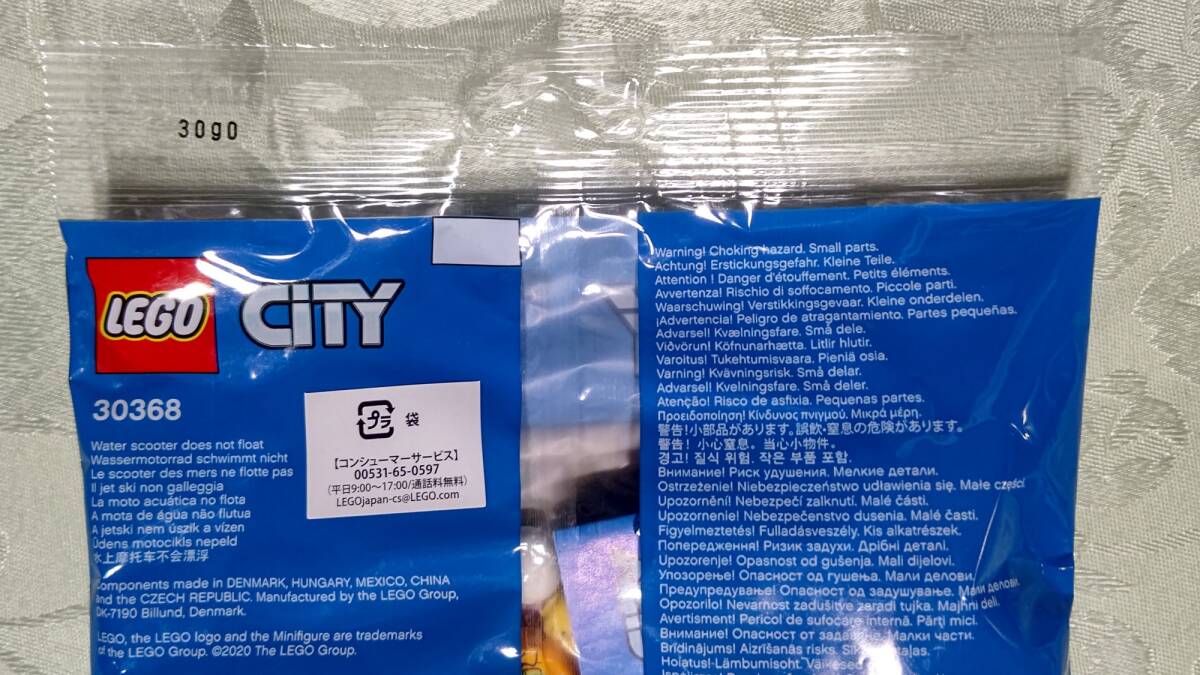 30g0
LEGO CITY
30368
Water scooter does not float
Wassermotorrad schwimmt nicht
Le scooter des mers ne flotte pas
Il jet ski non galleggia
La moto acuática no flota
A mota de água não flutua
A jetski nem úszik a vízen
Ūdens motocikls nepeld
水上摩托车不会漂浮
Components made in DENMARK, HUNGARY, MEXICO, CHINA
and the CZECH REPUBLIC. Manufactured by the LEGO Group,
DK-7190 Billund, Denmark.
LEGO, the LEGO logo and the Minifigure are trademarks
of the LEGO Group. ©2020 The LEGO Group.
プラ 袋
【コンシューマーサービス】
00531-65-0597
(平日9:00~17:00/通話料無料)
LEGOjapan-cs@LEGO.com
Warning! Choking hazard. Small parts.
Achtung! Erstickungsgefahr. Kleine Teile.
Attention ! Danger d'étouffement. Petits éléments.
Avvertenza! Rischio di soffocamento. Piccole parti.
Waarschuwing! Verstikkingsgevaar. Kleine onderdelen.
¡Advertencia! Peligro de atragantamiento. Partes pequeñas.
Advarsel! Kvælningsfare. Små dele.
Viðvörun! Köfnunarhætta. Litlir hlutir.
Varoitus! Tukehtumisvaara. Pieniä osia.
Varning! Kvävningsrisk. Små delar.
Advarsel! Kvelningsfare. Små deler.
Atenção! Risco de asfixia. Pequenas partes.
Προειδοποίηση! Κίνδυνος πνιγμού. Μικρά μέρη.
警告!小部品があります。誤飲・窒息の危険があります。
警告! 小心窒息。当心小物件。
경고! 질식 위험. 작은 부품 포함.
Внимание! Риск удушения. Мелкие детали.
Ostrzeżenie! Niebezpieczeństwo udławienia się. Małe części.
Upozornění! Nebezpečí zalknutí. Malé části.
Upozornenie! Nebezpečenstvo dusenia. Malé časti.
Figyelmeztetés! Fulladásveszély. Kis alkatrészek.
Попередження! Ризик задухи. Дрібні деталі.
Upozorenje! Opasnost od gušenja. Mali dijelovi.
Упозорење! Опасност од гушења. Мали делови.
Предупредување! Опасност од задушување. Мали делови.
Opozorilo! Nevarnost zadušitve zaradi tujka. Majhni deli.
Avertisment! Pericol de sufocare internă. Părți mici.
Внимание! Опасност от задавяне. Малки части.
Brīdinājums! Aizrīšanās risks. Sīkas detaļas.
Hoiatus! Lämbumisoht. Väikesed